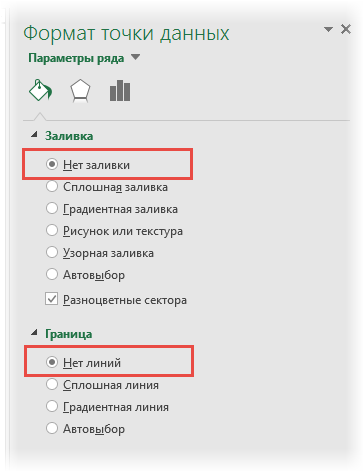 Формат точки данных
Параметры ряда
Заливка
Нет заливки
Сплошная заливка
Градиентная заливка
Рисунок или текстура
Узорная заливка
Автовыбор
Разноцветные сектора
Граница
Нет линий
Сплошная линия
Градиентная линия
Автовыбор